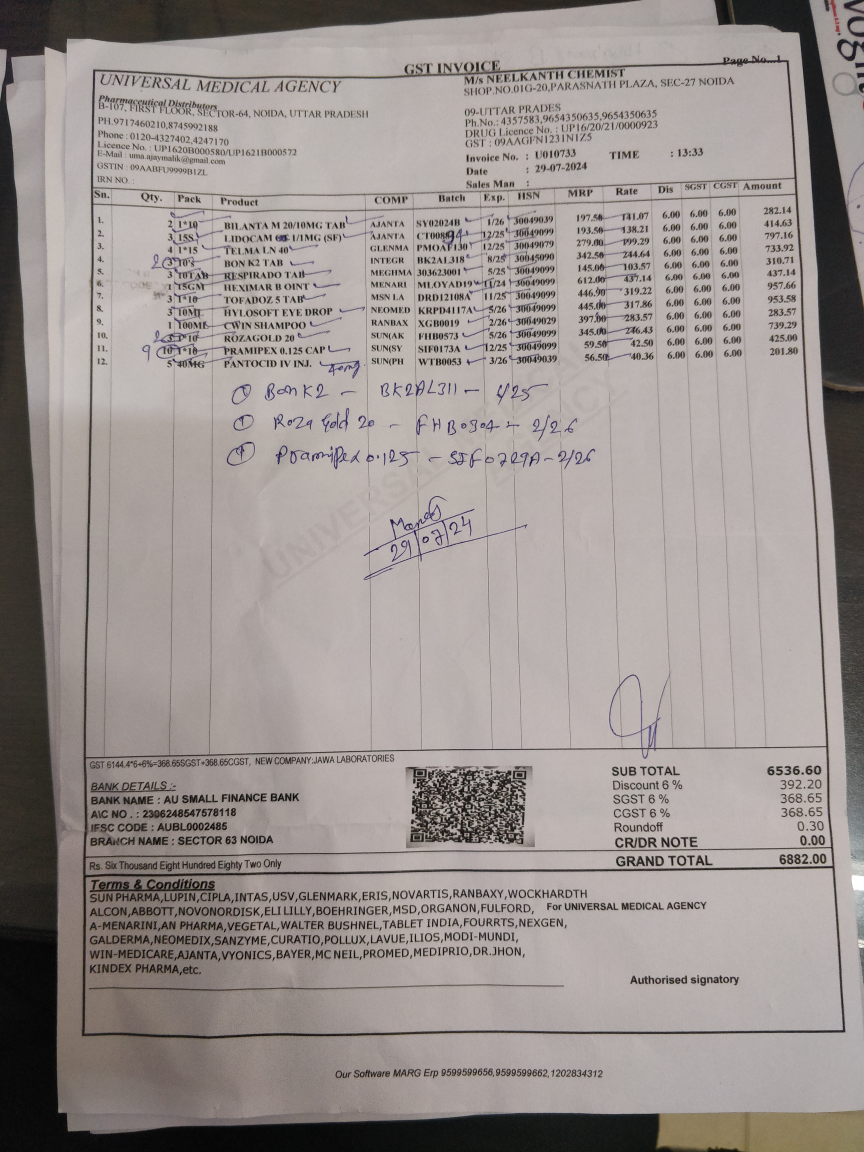 GST INVOICE
Page No...1
UNIVERSAL MEDICAL AGENCY
Pharmaceutical Distributors
B-107, FIRST FLOOR, SECTOR-64, NOIDA, UTTAR PRADESH
PH.9717460210,8745992188
Phone : 0120-4327402,4247170
Licence No. : UP1620B000580/UP1621B000572
E-Mail : uma.ajaymalik@gmail.com
GSTIN : 09AABFU9999B1ZL
IRN NO :
M/s NEELKANTH CHEMIST
SHOP.NO.01G-20,PARASNATH PLAZA, SEC-27 NOIDA
09-UTTAR PRADES
Ph.No.: 4357583,9654350635,9654350635
DRUG Licence No. : UP16/20/21/0000923
GST : 09AAGFN1231N1Z5
Invoice No. : U010733 TIME : 13:33
Date : 29-07-2024
Sales Man :
Sn. Qty. Pack Product COMP Batch Exp. HSN MRP Rate Dis SGST CGST Amount
1. 2 1*10 BILANTA M 20/10MG TAB AJANTA SY02024B 1/26 30049039 197.50 141.07 6.00 6.00 6.00 282.14
2. 3 15S LIDOCAM 1/1MG (SF) AJANTA 12/25 30049099 193.50 138.21 6.00 6.00 6.00 414.63
3. 4 1*15 TELMA LN 40 GLENMA PMOAF130 12/25 30049079 279.00 199.29 6.00 6.00 6.00 797.16
4. 2 3 10S BON K2 TAB INTEGR BK2A1.318 8/25 30045090 342.50 244.64 6.00 6.00 6.00 733.92
5. 3 10TAB RESPIRADO TAB MEGHMA 303623001 5/25 30049099 145.00 103.57 6.00 6.00 6.00 310.71
6. 1 15GM HEXIMAR B OINT MENARI MLOYAD19 11/24 30049099 612.00 437.14 6.00 6.00 6.00 437.14
7. 3 1*10 TOFADOZ 5 TAB MSN LA DRD12108A 11/25 30049099 446.90 319.22 6.00 6.00 6.00 957.66
8. 3 10ML HYLOSOFT EYE DROP NEOMED KRPD4117A 5/26 30049099 445.00 317.86 6.00 6.00 6.00 953.58
9. 1 100ML CWIN SHAMPOO RANBAX XGB0019 2/26 30049029 397.00 283.57 6.00 6.00 6.00 283.57
10. 2 3 1*10 ROZAGOLD 20 SUN(AK FHB0573 5/26 30049099 345.00 246.43 6.00 6.00 6.00 739.29
11. 9 10 1*10 PRAMIPEX 0.125 CAP SUN(SY SIF0173A 12/25 30049099 59.50 42.50 6.00 6.00 6.00 425.00
12. 5 40MG PANTOCID IV INJ. 40mg SUN(PH WTB0053 3/26 30049039 56.50 40.36 6.00 6.00 6.00 201.80
① Bon K2 - BK2AL311 - 4/25
① Roza Gold 20 - FHB0304 - 2/26
① Pramipex 0.125 - SIF0729A - 2/26
29/07/24
UNIVERSAL MEDICAL AGENCY
GST 6144.4*6+6%=368.65SGST+368.65CGST, NEW COMPANY:JAWA LABORATORIES
BANK DETAILS :-
BANK NAME : AU SMALL FINANCE BANK
A\C NO. : 2306248547578118
IFSC CODE : AUBL0002485
BRANCH NAME : SECTOR 63 NOIDA
SUB TOTAL 6536.60
Discount 6 % 392.20
SGST 6 % 368.65
CGST 6 % 368.65
Roundoff 0.30
CR/DR NOTE 0.00
Rs. Six Thousand Eight Hundred Eighty Two Only
GRAND TOTAL 6882.00
Terms & Conditions
SUN PHARMA,LUPIN,CIPLA,INTAS,USV,GLENMARK,ERIS,NOVARTIS,RANBAXY,WOCKHARDTH
ALCON,ABBOTT,NOVONORDISK,ELI LILLY,BOEHRINGER,MSD,ORGANON,FULFORD,
A-MENARINI,AN PHARMA,VEGETAL,WALTER BUSHNEL,TABLET INDIA,FOURRTS,NEXGEN,
GALDERMA,NEOMEDIX,SANZYME,CURATIO,POLLUX,LAVUE,ILIOS,MODI-MUNDI,
WIN-MEDICARE,AJANTA,VYONICS,BAYER,MC NEIL,PROMED,MEDIPRIO,DR.JHON,
KINDEX PHARMA,etc.
For UNIVERSAL MEDICAL AGENCY
Authorised signatory
Our Software MARG Erp 9599599656,9599599662,1202834312